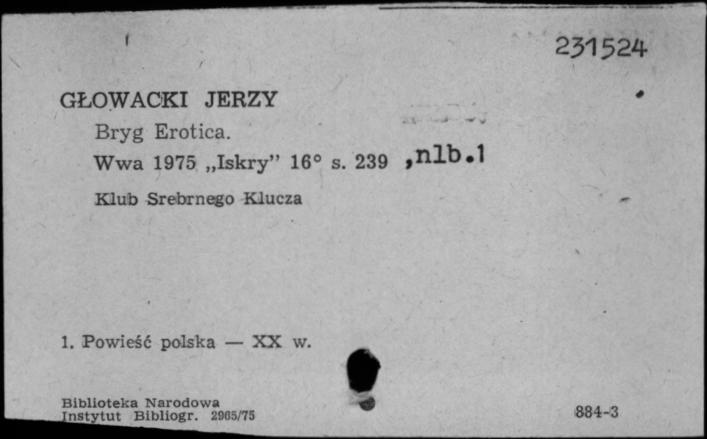 231524
GŁOWACKI JERZY
Bryg Erotica.
Wwa 1975 „Iskry” 16° s. 239 ,nlb.1
Klub Srebrnego Klucza
1. Powieść polska — XX w.
Biblioteka Narodowa
Instytut Bibliogr. 2965/75
884-3